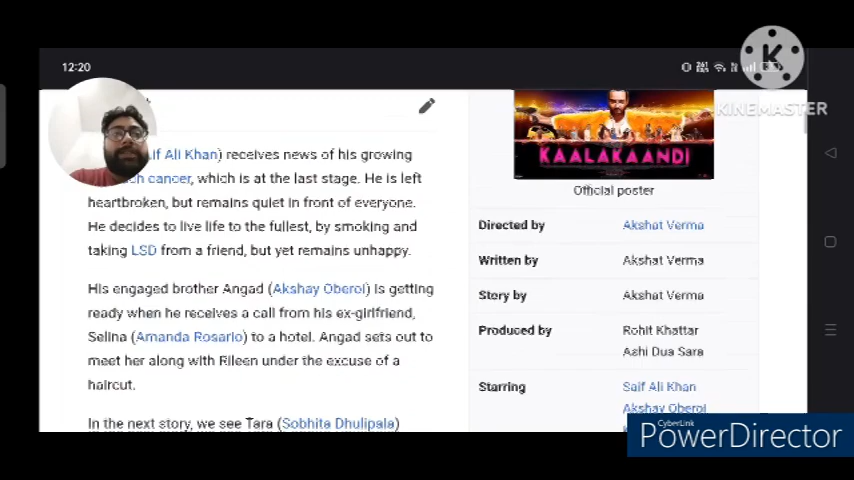 12:20
KINEMASTER
if Ali Khan) receives news of his growing
cancer, which is at the last stage. He is left
heartbroken, but remains quiet in front of everyone.
He decides to live life to the fullest, by smoking and
taking LSD from a friend, but yet remains unhappy.
His engaged brother Angad (Akshay Oberoi) is getting
ready when he receives a call from his ex-girlfriend,
Selina (Amanda Rosario) to a hotel. Angad sets out to
meet her along with Rileen under the excuse of a
haircut.
In the next story, we see Tara (Sobhita Dhulipala)
KAALAKAANDI
Official poster
Directed by Akshat Verma
Written by Akshat Verma
Story by Akshat Verma
Produced by Rohit Khattar
Ashi Dua Sara
Starring Saif Ali Khan
Akshay Oberoi
CyberLink
PowerDirector